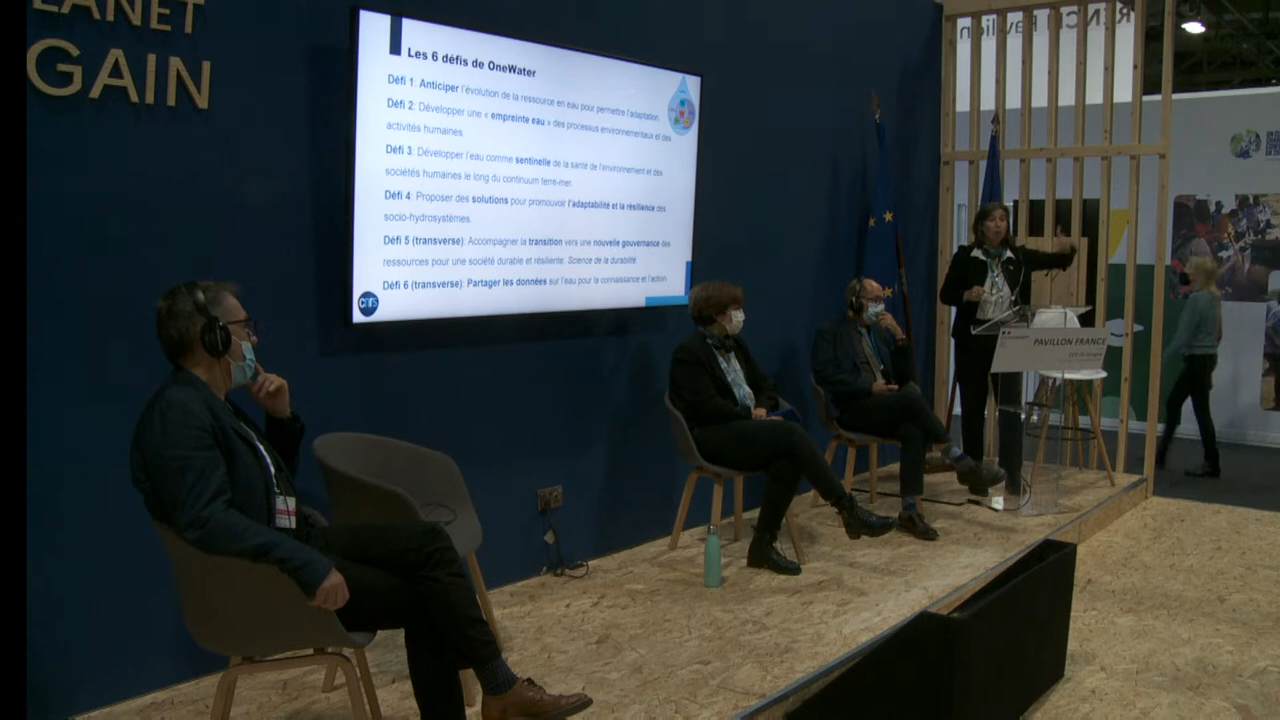 LANET
GAIN
Les 6 défis de OneWater
Défi 1: Anticiper l'évolution de la ressource en eau pour permettre l'adaptation.
Défi 2: Développer une « empreinte eau » des processus environnementaux et des
activités humaines.
Défi 3: Développer l'eau comme sentinelle de la santé de l'environnement et des
sociétés humaines le long du continuum terre-mer.
Défi 4: Proposer des solutions pour promouvoir l'adaptabilité et la résilience des
socio-hydrosystèmes.
Défi 5 (transverse): Accompagner la transition vers une nouvelle gouvernance des
ressources pour une société durable et résiliente. Science de la durabilité
Défi 6 (transverse): Partager les données sur l'eau pour la connaissance et l'action.
cnrs
RENCH Pavilion
PAVILLON FRANCE